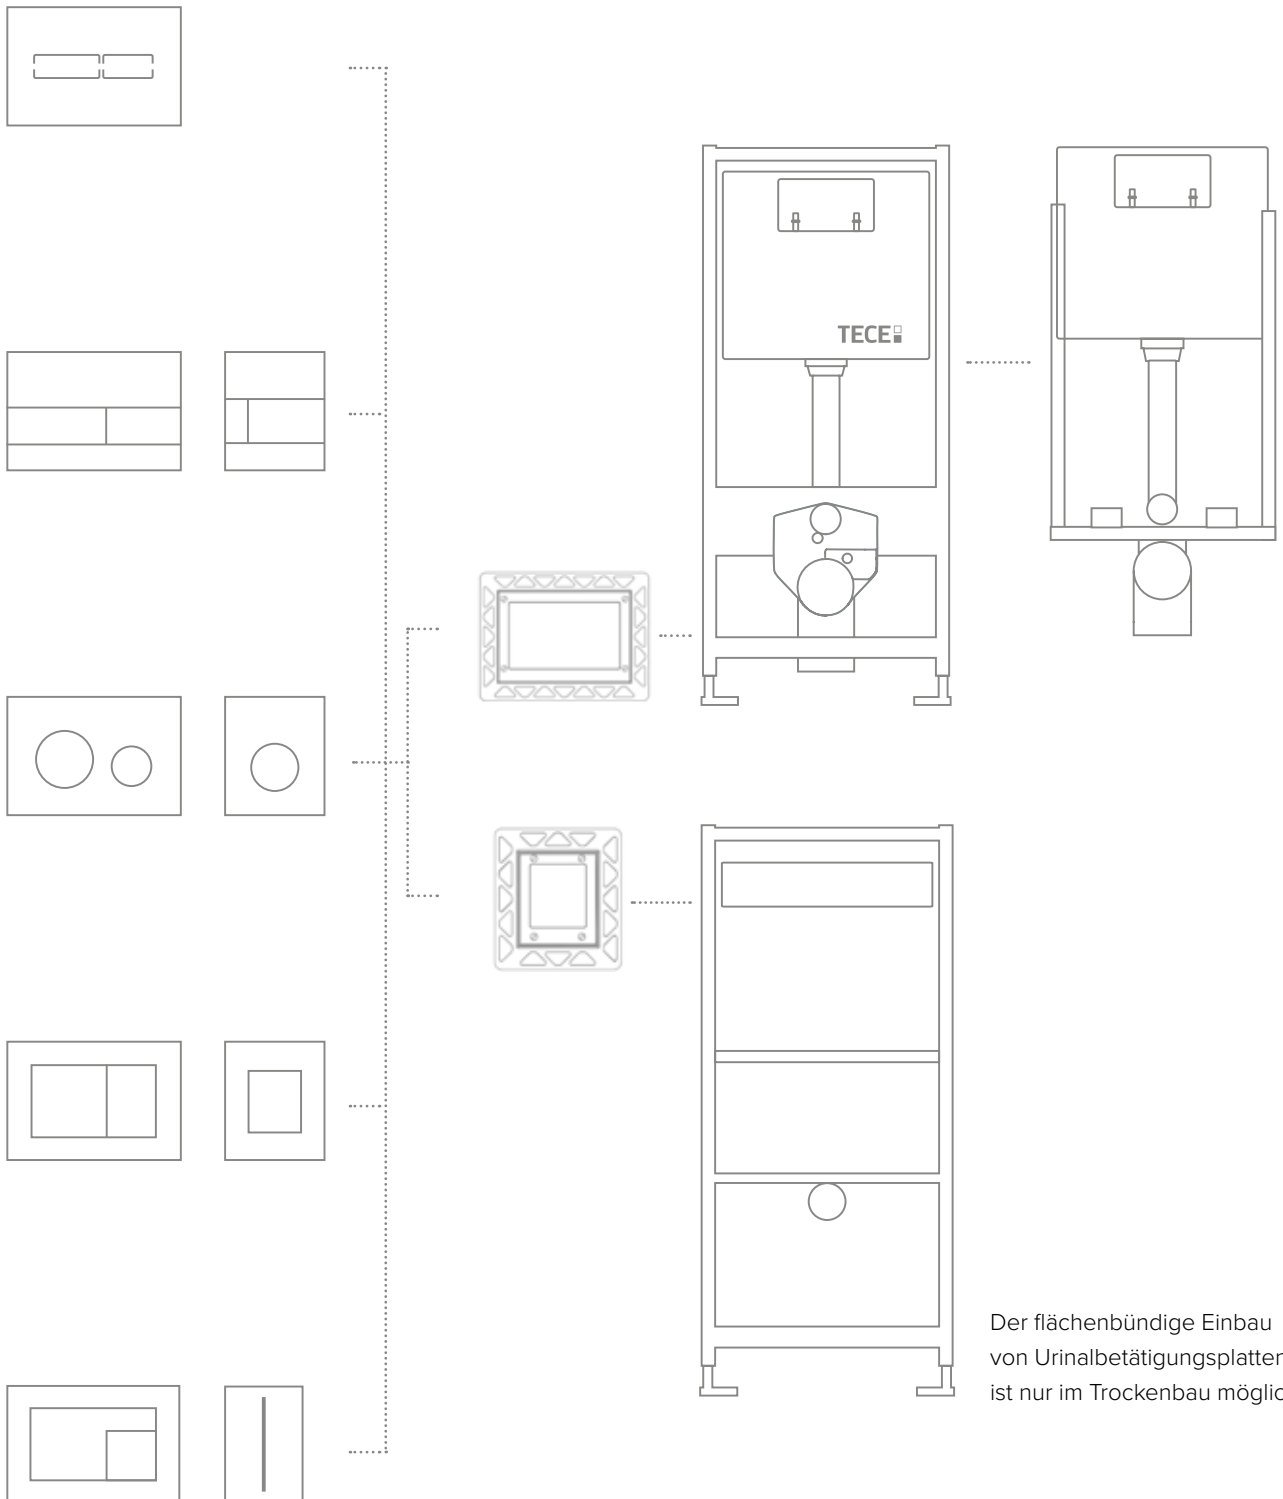 TECE
Der flächenbündige Einbau
von Urinalbetätigungsplatten
ist nur im Trockenbau möglic